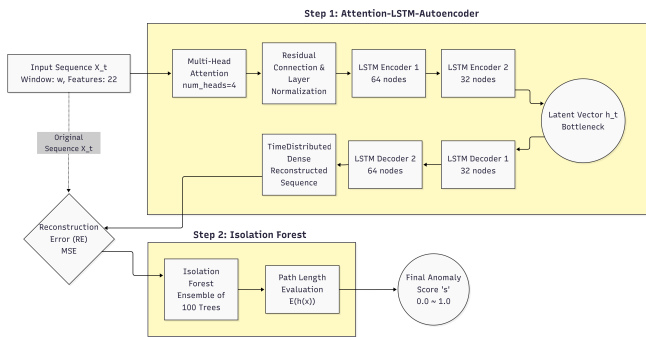 Step 1: Attention-LSTM-Autoencoder
Input Sequence X_t
Window: w, Features: 22
Multi-Head
Attention
num_heads=4
Residual
Connection &
Layer
Normalization
LSTM Encoder 1
64 nodes
LSTM Encoder 2
32 nodes
Latent Vector h_t
Bottleneck
Original
Sequence X_t
TimeDistributed
Dense
Reconstructed
Sequence
LSTM Decoder 2
64 nodes
LSTM Decoder 1
32 nodes
Reconstruction
Error (RE)
MSE
Step 2: Isolation Forest
Isolation
Forest
Ensemble of
100 Trees
Path Length
Evaluation
E(h(x))
Final Anomaly
Score 's'
0.0 ~ 1.0